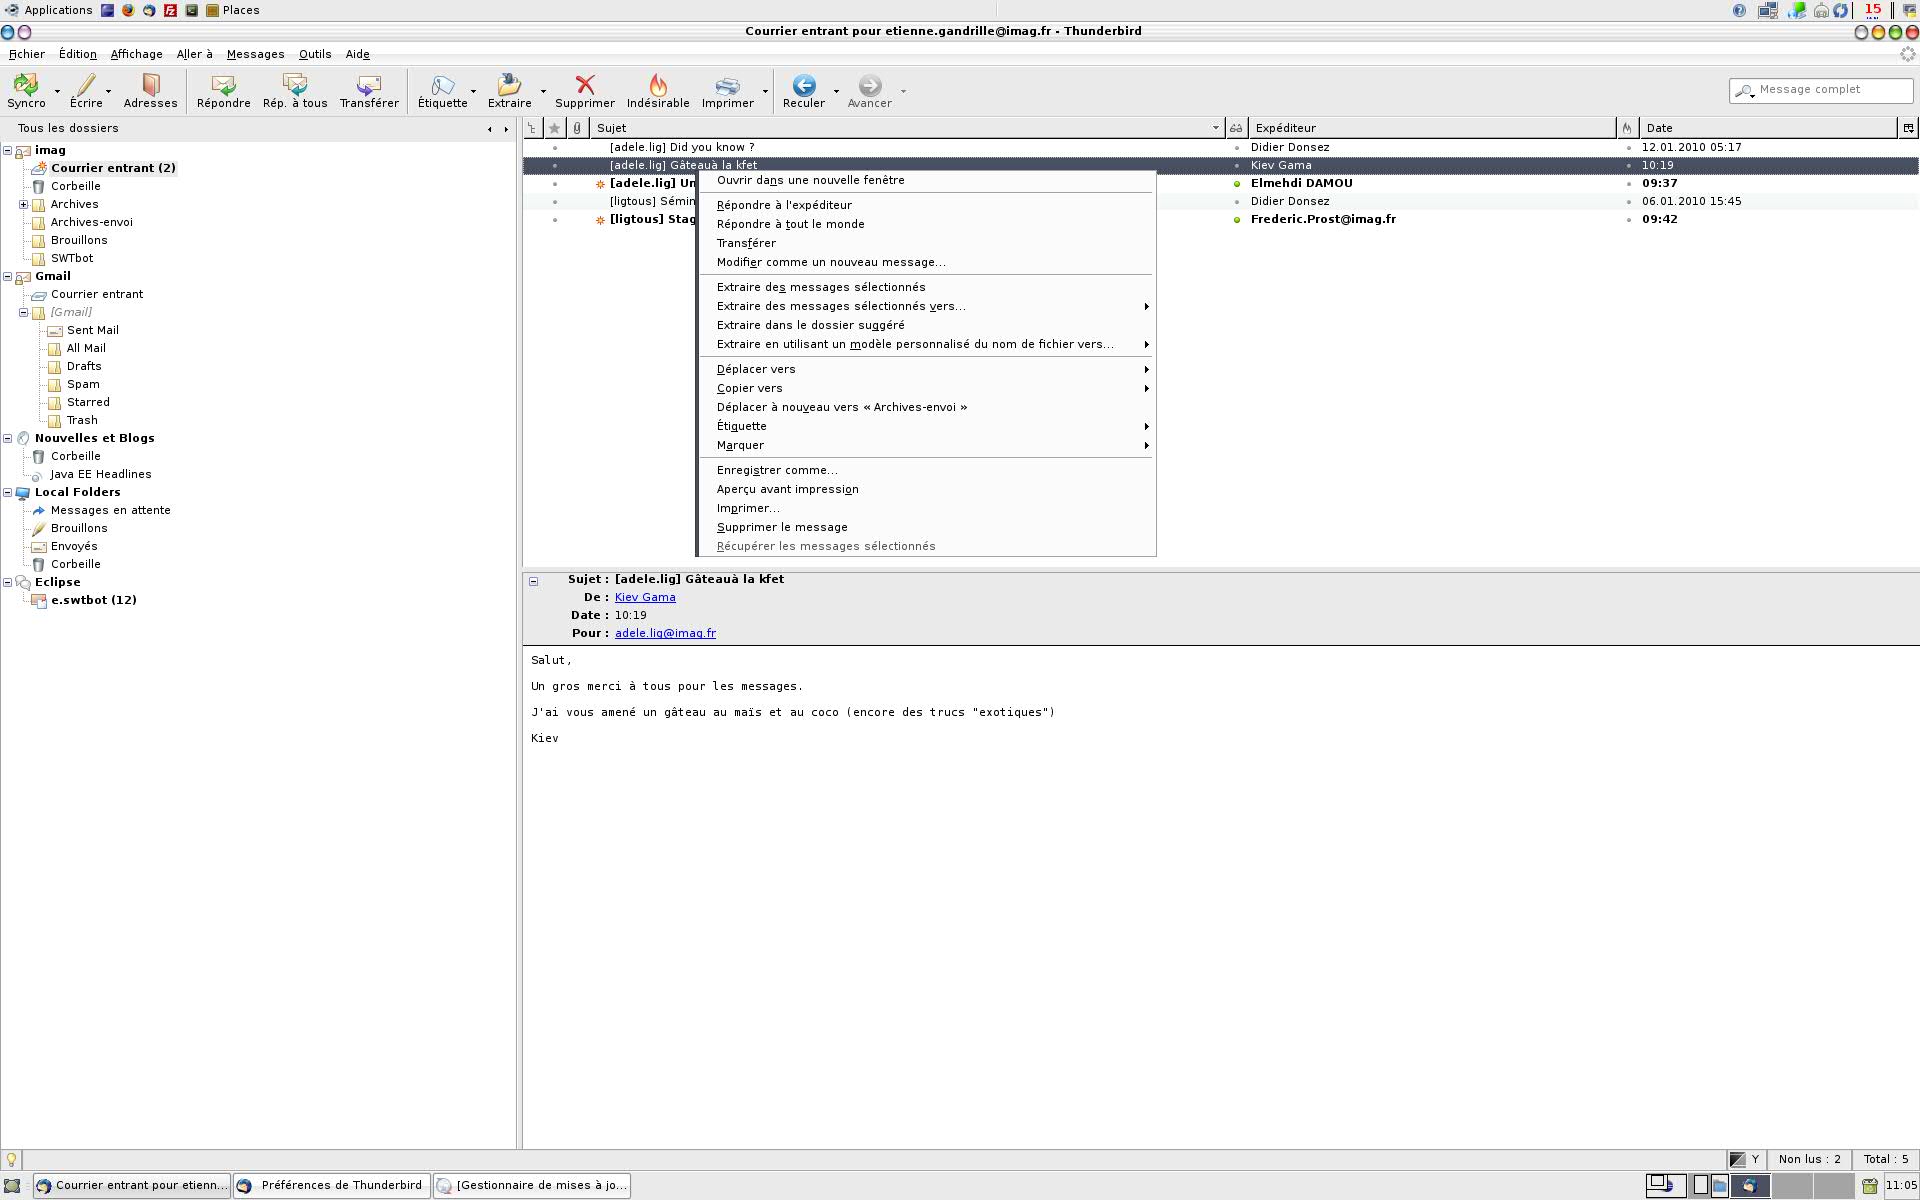 Applications Places 15
Courrier entrant pour etienne.gandrille@imag.fr - Thunderbird
Fichier Édition Affichage Aller à Messages Outils Aide
Syncro Écrire Adresses Répondre Rép. à tous Transférer Étiquette Extraire Supprimer Indésirable Imprimer Reculer Avancer Message complet
Tous les dossiers
imag
Courrier entrant (2)
Corbeille
Archives
Archives-envoi
Brouillons
SWTbot
Gmail
Courrier entrant
[Gmail]
Sent Mail
All Mail
Drafts
Spam
Starred
Trash
Nouvelles et Blogs
Corbeille
Java EE Headlines
Local Folders
Messages en attente
Brouillons
Envoyés
Corbeille
Eclipse
e.swtbot (12)
Sujet Expéditeur Date
[adele.lig] Did you know ? Didier Donsez 12.01.2010 05:17
[adele.lig] Gâteauà la kfet Kiev Gama 10:19
[adele.lig] Un Elmehdi DAMOU 09:37
[ligtous] Sémin Didier Donsez 06.01.2010 15:45
[ligtous] Stag Frederic.Prost@imag.fr 09:42
Ouvrir dans une nouvelle fenêtre
Répondre à l'expéditeur
Répondre à tout le monde
Transférer
Modifier comme un nouveau message...
Extraire des messages sélectionnés
Extraire des messages sélectionnés vers...
Extraire dans le dossier suggéré
Extraire en utilisant un modèle personnalisé du nom de fichier vers...
Déplacer vers
Copier vers
Déplacer à nouveau vers « Archives-envoi »
Étiquette
Marquer
Enregistrer comme...
Aperçu avant impression
Imprimer...
Supprimer le message
Récupérer les messages sélectionnés
Sujet : [adele.lig] Gâteauà la kfet
De : Kiev Gama
Date : 10:19
Pour : adele.lig@imag.fr
Salut,
Un gros merci à tous pour les messages.
J'ai vous amené un gâteau au maïs et au coco (encore des trucs "exotiques")
Kiev
Y Non lus : 2 Total : 5
Courrier entrant pour etienn... Préférences de Thunderbird [Gestionnaire de mises à jo... 11:05